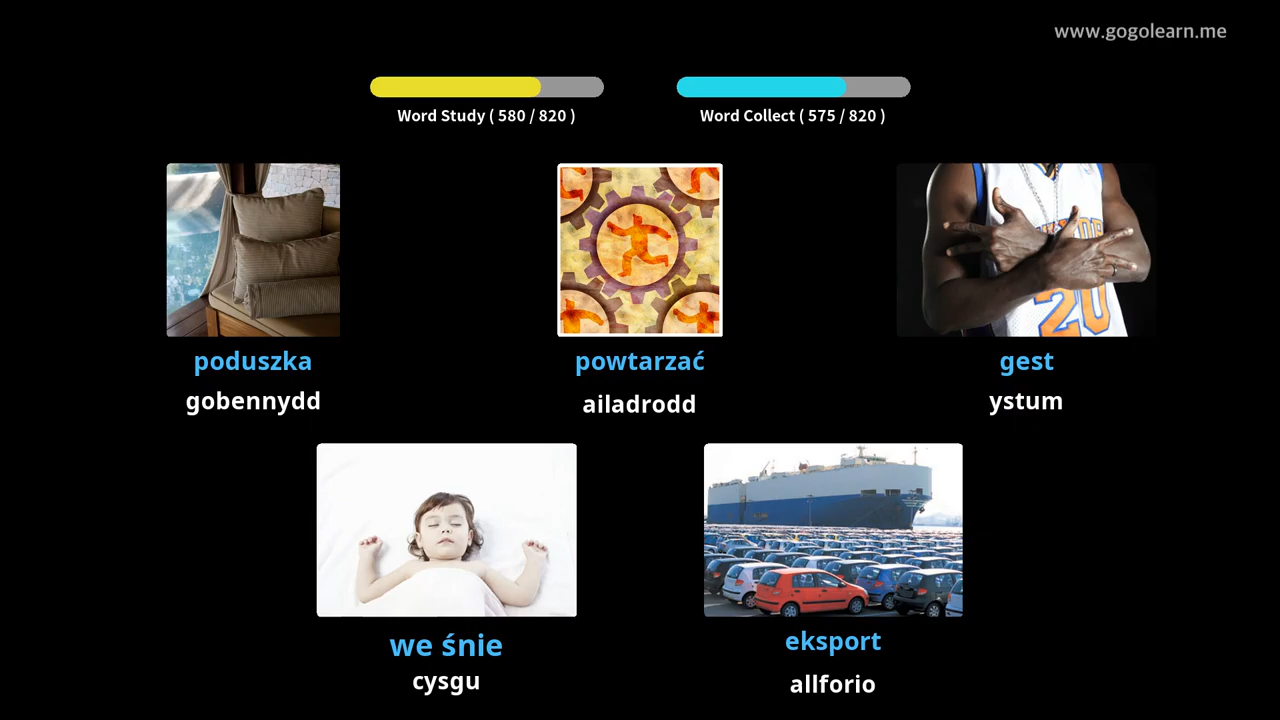 www.gogolearn.me
Word Study ( 580 / 820 )
Word Collect ( 575 / 820 )
poduszka
gobennydd
powtarzać
ailadrodd
gest
ystum
20
we śnie
cysgu
eksport
allforio